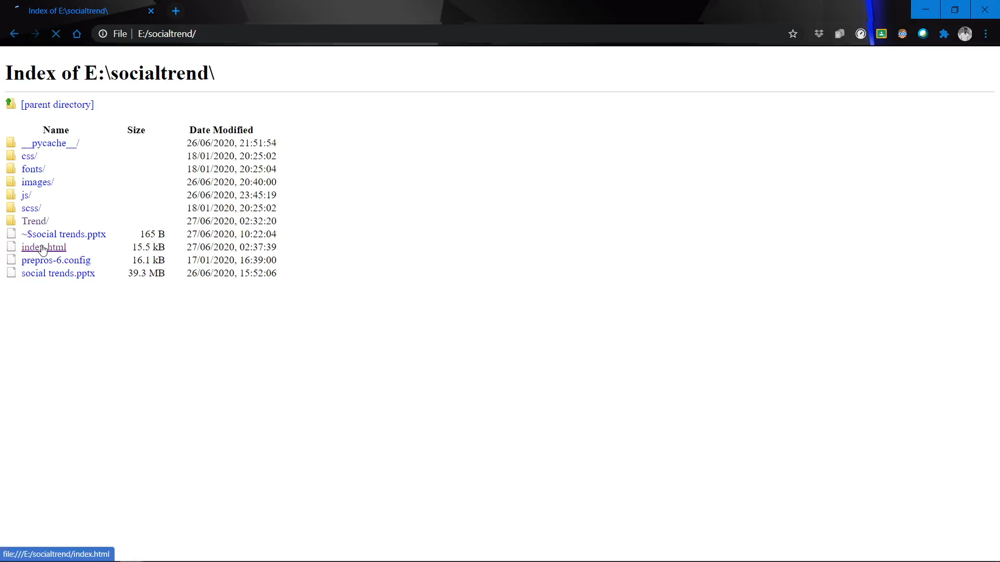 Index of E:\socialtrend\
File | E:/socialtrend/
Index of E:\socialtrend\
[parent directory]
Name Size Date Modified
__pycache__/ 26/06/2020, 21:51:54
css/ 18/01/2020, 20:25:02
fonts/ 18/01/2020, 20:25:04
images/ 26/06/2020, 20:40:00
js/ 26/06/2020, 23:45:19
scss/ 18/01/2020, 20:25:02
Trend/ 27/06/2020, 02:32:20
~$social trends.pptx 165 B 27/06/2020, 10:22:04
index.html 15.5 kB 27/06/2020, 02:37:39
prepros-6.config 16.1 kB 17/01/2020, 16:39:00
social trends.pptx 39.3 MB 26/06/2020, 15:52:06
file:///E:/socialtrend/index.html